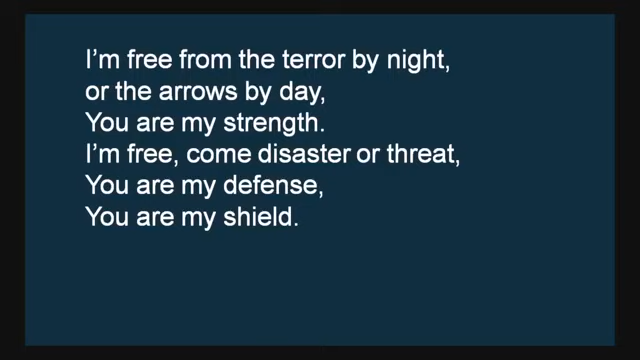 I’m free from the terror by night,
or the arrows by day,
You are my strength.
I’m free, come disaster or threat,
You are my defense,
You are my shield.